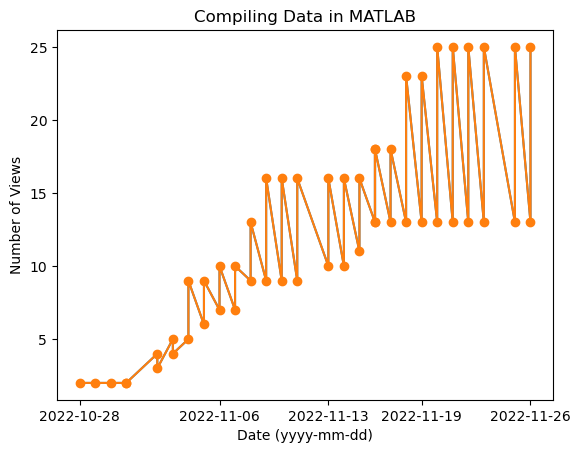 Compiling Data in MATLAB
Number of Views
25
20
15
10
5
2022-10-28 2022-11-06 2022-11-13 2022-11-19 2022-11-26
Date (yyyy-mm-dd)